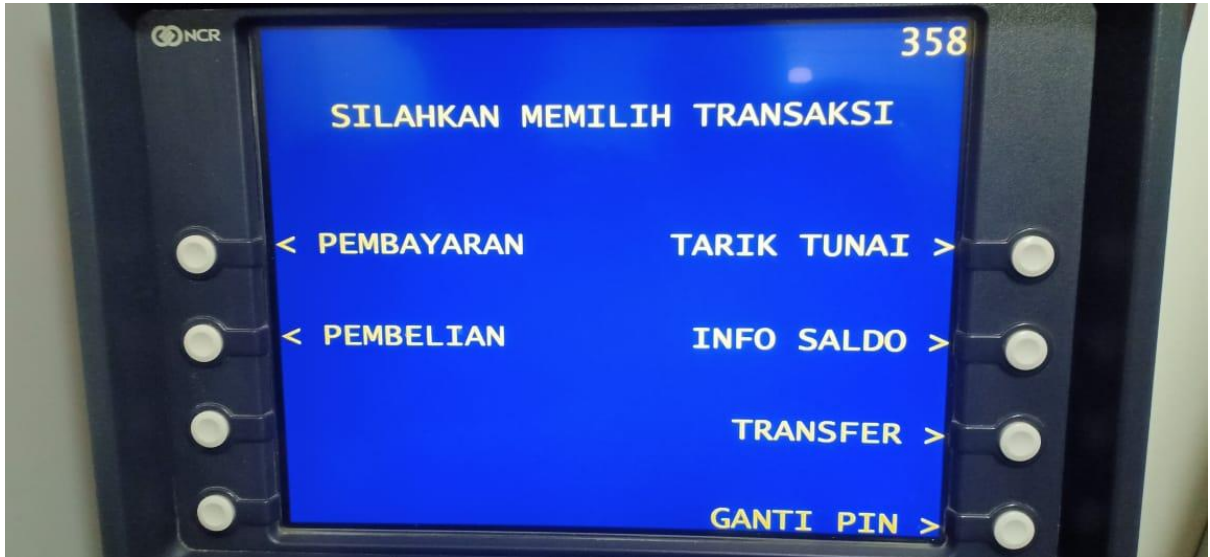 NCR
358
SILAHKAN MEMILIH TRANSAKSI
< PEMBAYARAN TARIK TUNAI >
< PEMBELIAN INFO SALDO >
TRANSFER >
GANTI PIN >